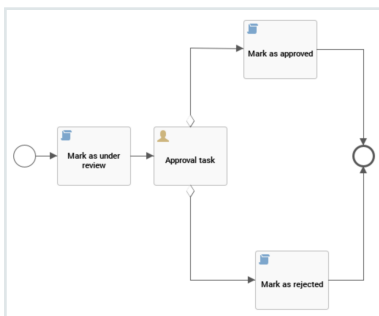 Mark as approved
Mark as under
review
Approval task
Mark as rejected